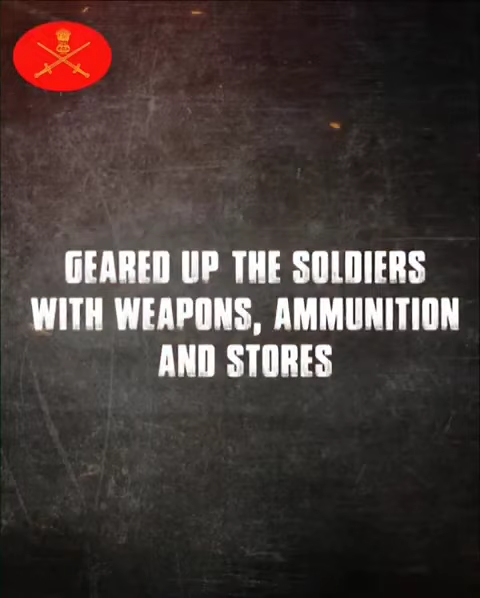 GEARED UP THE SOLDIERS
WITH WEAPONS, AMMUNITION
AND STORES